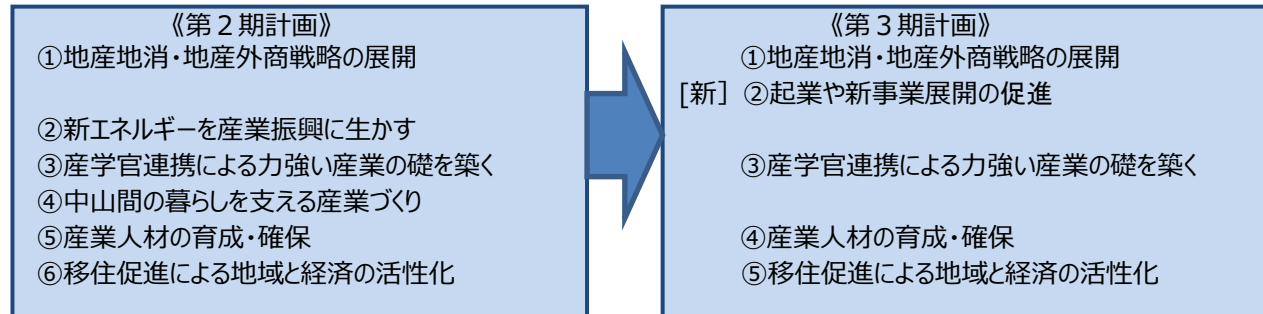 《第２期計画》
①地産地消・地産外商戦略の展開
②新エネルギーを産業振興に生かす
③産学官連携による力強い産業の礎を築く
④中山間の暮らしを支える産業づくり
⑤産業人材の育成・確保
⑥移住促進による地域と経済の活性化
《第３期計画》
①地産地消・地産外商戦略の展開
[新］②起業や新事業展開の促進
③産学官連携による力強い産業の礎を築く
④産業人材の育成・確保
⑤移住促進による地域と経済の活性化